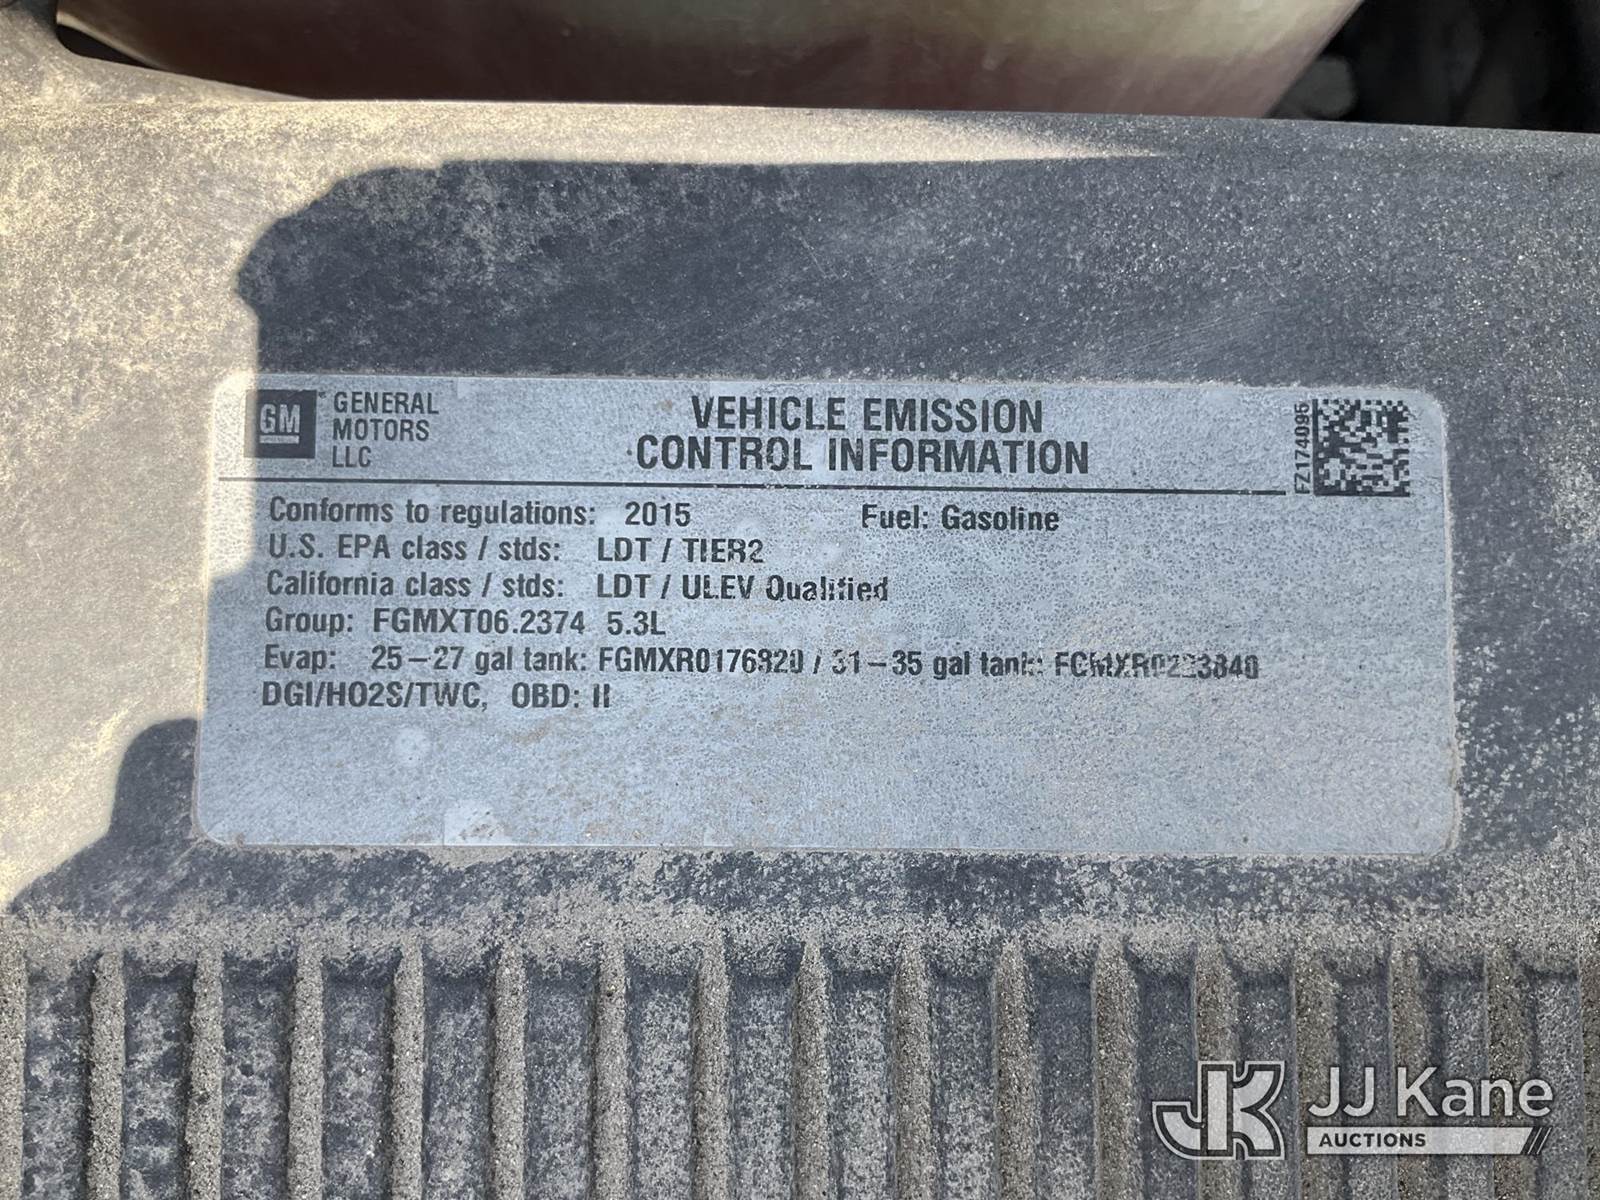 GM
GENERAL
MOTORS
LLC
VEHICLE EMISSION
CONTROL INFORMATION
FZ174095
Conforms to regulations: 2015 Fuel: Gasoline
U.S. EPA class / stds: LDT / TIER2
California class / stds: LDT / ULEV Qualified
Group: FGMXT06.2374 5.3L
Evap: 25–27 gal tank: FGMXR0176820 / 31–35 gal tank:
DGI/HO2S/TWC, OBD: II
JK JJ Kane
AUCTIONS